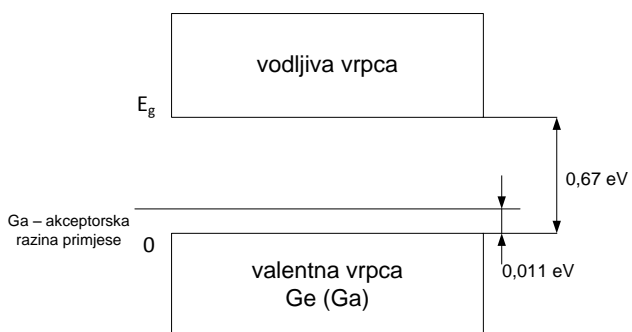 vodljiva vrpca
E_g
0,67 eV
Ga – akceptorska
razina primjese
0
0,011 eV
valentna vrpca
Ge (Ga)